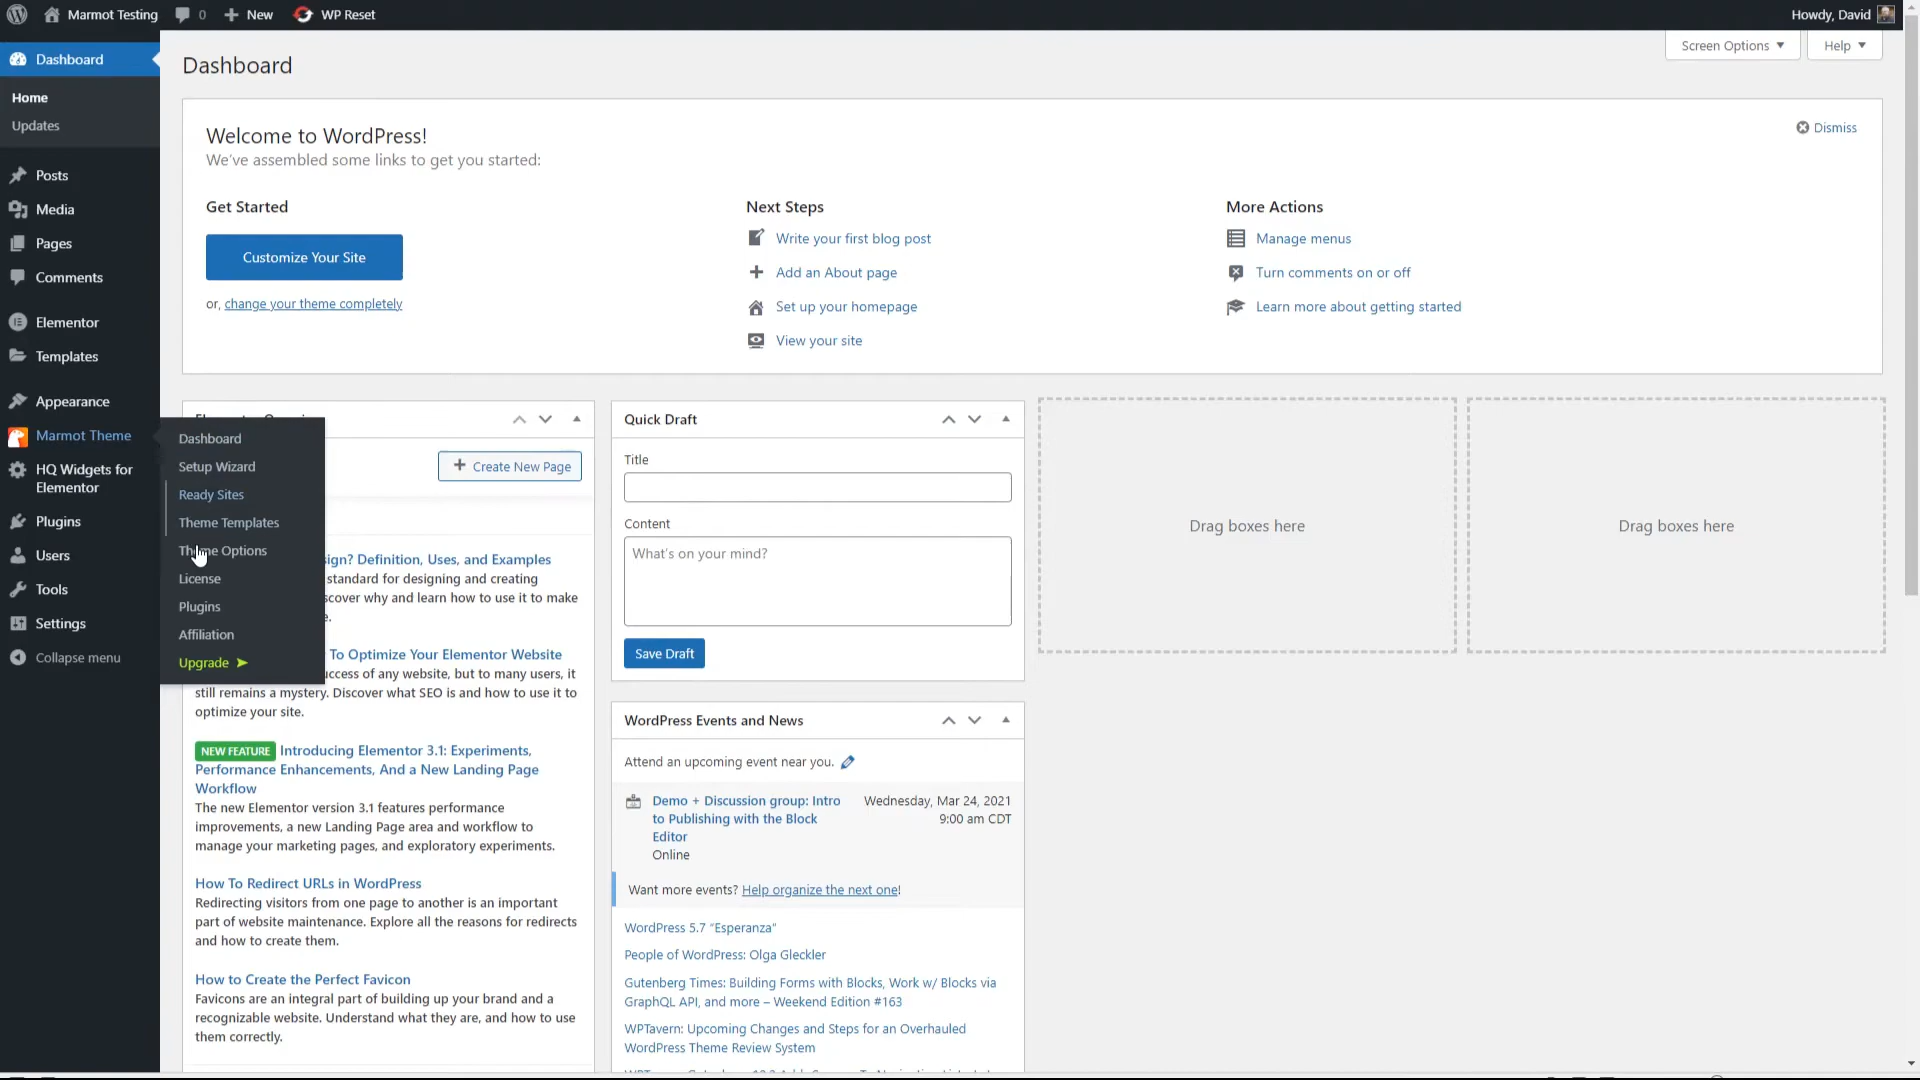 Marmot Testing
0
New
WP Reset
Howdy, David
Dashboard
Home
Updates
Posts
Media
Pages
Comments
Elementor
Templates
Appearance
Marmot Theme
HQ Widgets for
Elementor
Plugins
Users
Tools
Settings
Collapse menu
Dashboard
Setup Wizard
Ready Sites
Theme Templates
Theme Options
License
Plugins
Affiliation
Upgrade ➤
Screen Options
Help
Dashboard
Welcome to WordPress!
We've assembled some links to get you started:
Dismiss
Get Started
Customize Your Site
or, change your theme completely
Next Steps
Write your first blog post
Add an About page
Set up your homepage
View your site
More Actions
Manage menus
Turn comments on or off
Learn more about getting started
Create New Page
sign? Definition, Uses, and Examples
standard for designing and creating
scover why and learn how to use it to make
e.
To Optimize Your Elementor Website
uccess of any website, but to many users, it
still remains a mystery. Discover what SEO is and how to use it to
optimize your site.
NEW FEATURE Introducing Elementor 3.1: Experiments,
Performance Enhancements, And a New Landing Page
Workflow
The new Elementor version 3.1 features performance
improvements, a new Landing Page area and workflow to
manage your marketing pages, and exploratory experiments.
How To Redirect URLs in WordPress
Redirecting visitors from one page to another is an important
part of website maintenance. Explore all the reasons for redirects
and how to create them.
How to Create the Perfect Favicon
Favicons are an integral part of building up your brand and a
recognizable website. Understand what they are, and how to use
them correctly.
Quick Draft
Title
Content
What's on your mind?
Save Draft
WordPress Events and News
Attend an upcoming event near you.
Demo + Discussion group: Intro
to Publishing with the Block
Editor
Online
Wednesday, Mar 24, 2021
9:00 am CDT
Want more events? Help organize the next one!
WordPress 5.7 "Esperanza"
People of WordPress: Olga Gleckler
Gutenberg Times: Building Forms with Blocks, Work w/ Blocks via
GraphQL API, and more – Weekend Edition #163
WPTavern: Upcoming Changes and Steps for an Overhauled
WordPress Theme Review System
Drag boxes here
Drag boxes here